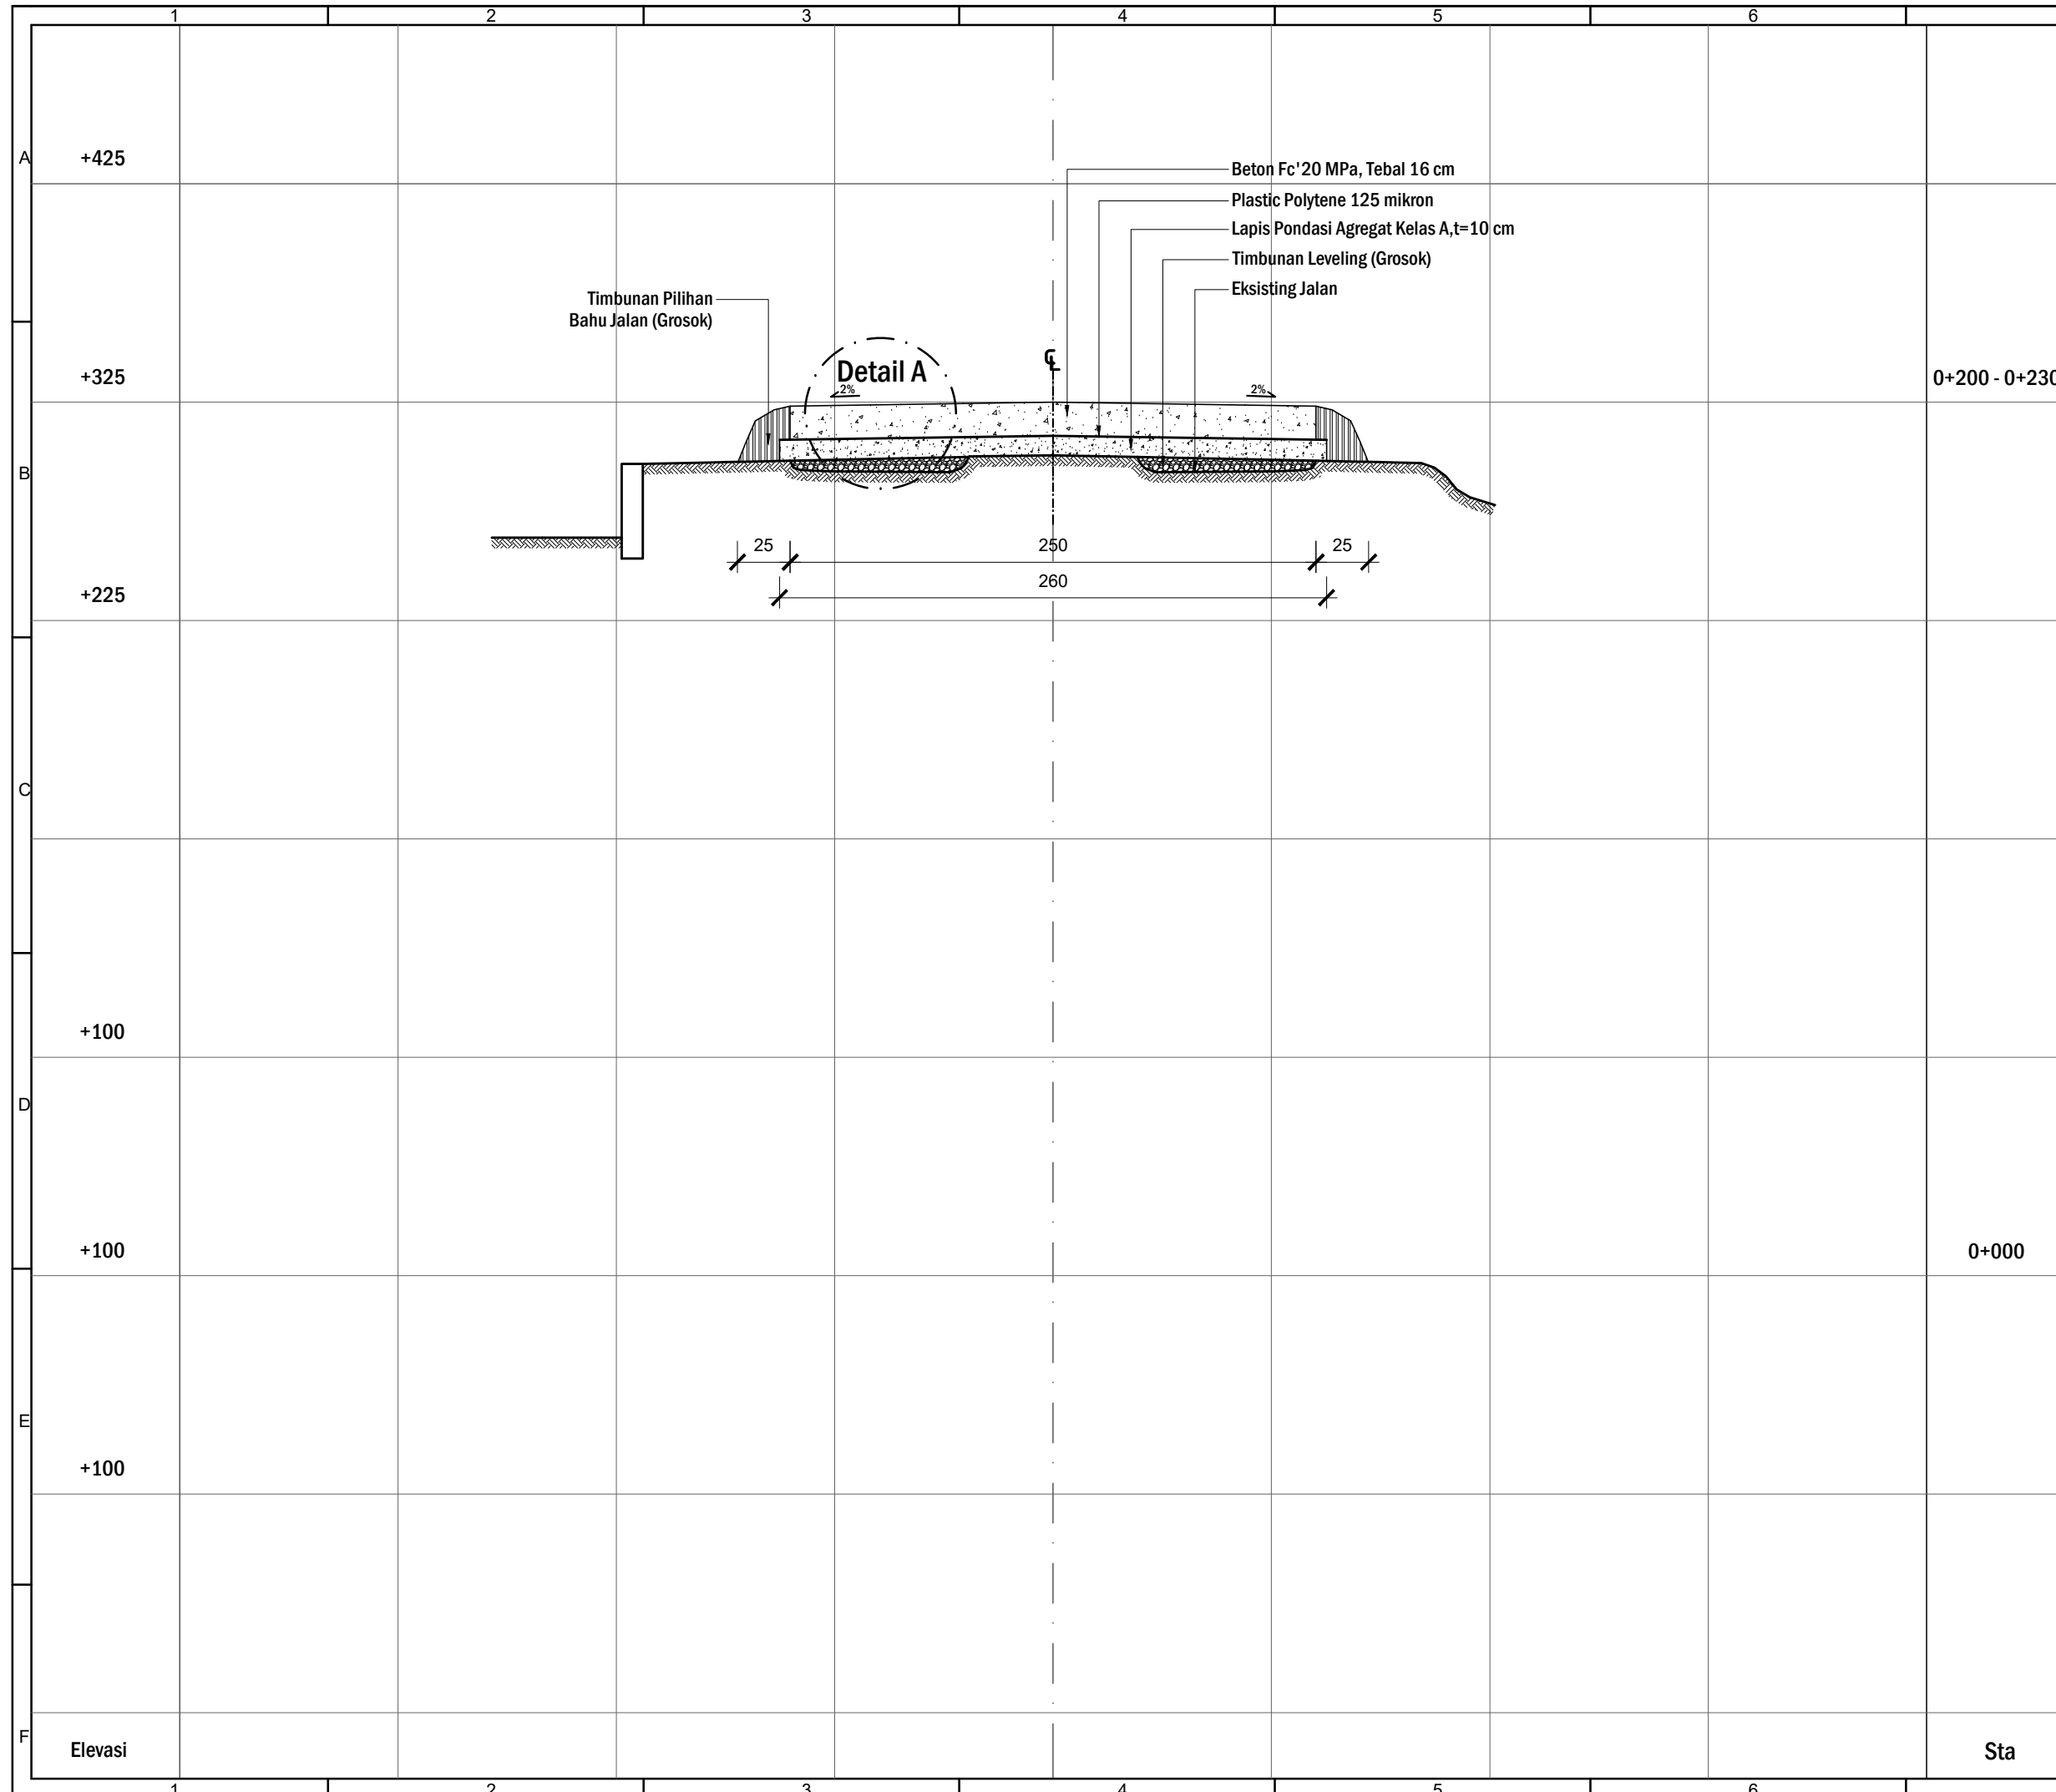 1 2 3 4 5 6
A
+425
Beton Fc'20 MPa, Tebal 16 cm
Plastic Polytene 125 mikron
Lapis Pondasi Agregat Kelas A,t=10 cm
Timbunan Leveling (Grosok)
Eksisting Jalan
Timbunan Pilihan
Bahu Jalan (Grosok)
Detail A
℄
+325
0+200 - 0+230
2% 2%
B
25 250 25
260
+225
C
+100
D
+100
0+000
E
+100
F
Elevasi
Sta
1 2 3 4 5 6